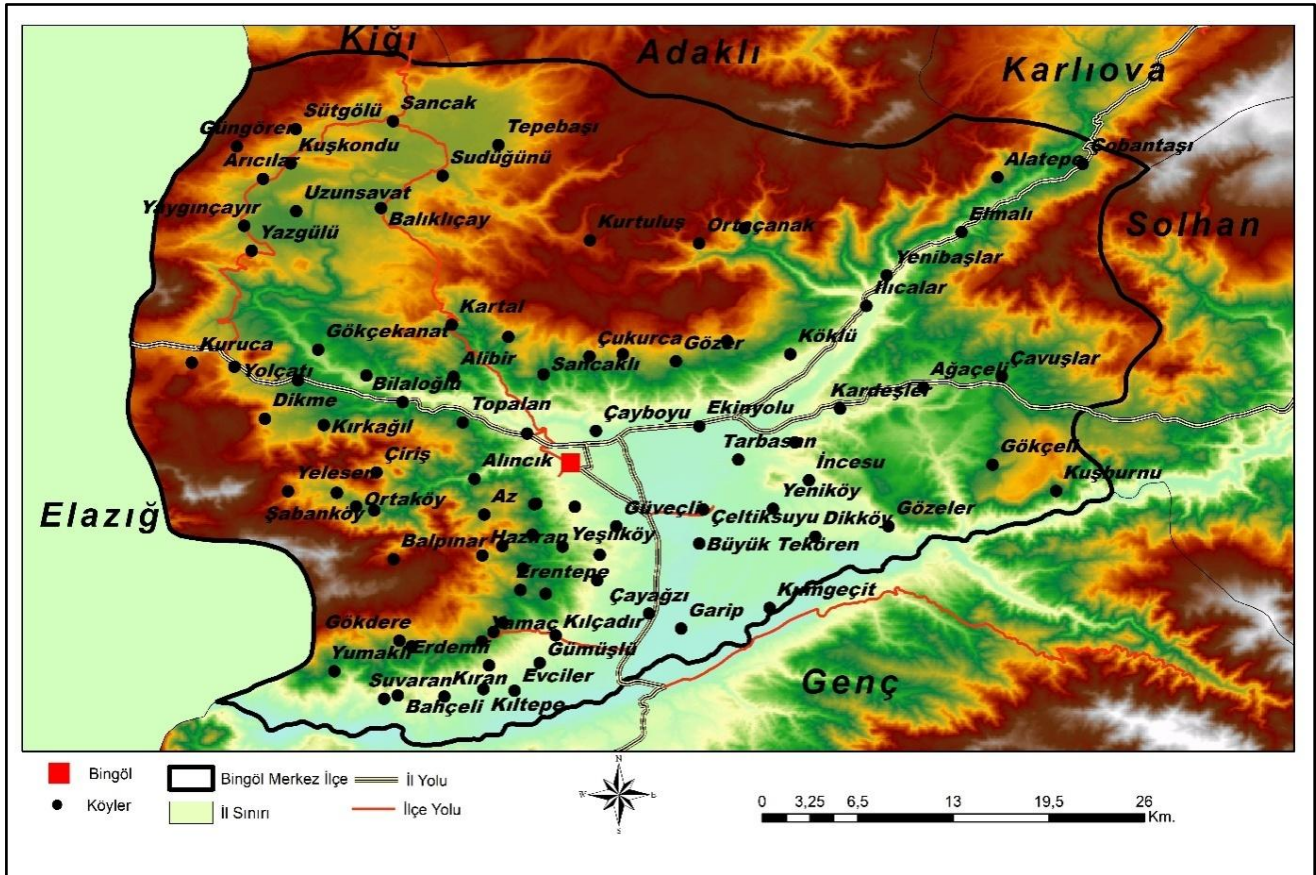 Kiğı
Adaklı
Karlıova
Sütgölü
Sancak
Güngören
Kuşkondu
Tepebaşı
Arıcılar
Sudüğünü
Alatepe
Çobantaşı
Uzunsavat
Yaygınçayır
Balıklıçay
Yazgülü
Kurtuluş
Ortaçanak
Elmalı
Solhan
Yenibaşlar
Ilıcalar
Kartal
Gökçekanat
Çukurca
Gözer
Köklü
Kuruca
Yolçatı
Alibir
Sancaklı
Bilaloğlu
Ağaçeli
Çavuşlar
Kardeşler
Dikme
Topalan
Çayboyu
Ekinyolu
Kırkağıl
Tarbasan
Gökçeli
Çiriş
Alıncık
İncesu
Yelesen
Kuşburnu
Ortaköy
Az
Yeniköy
Şabanköy
Güveçli
Çeltiksuyu
Dikköy
Gözeler
Elazığ
Haziran
Yeşilköy
Büyük Tekören
Balpınar
Erentepe
Çayağzı
Kumgeçit
Garip
Gökdere
Yamaç
Kılçadır
Erdemli
Gümüşlü
Yumaklı
Kıran
Evciler
Genç
Suvaran
Bahçeli
Kıltepe
Bingöl
Bingöl Merkez İlçe
İl Yolu
Köyler
İl Sınırı
İlçe Yolu
N
W
E
S
0 3,25 6,5 13 19,5 26
Km.